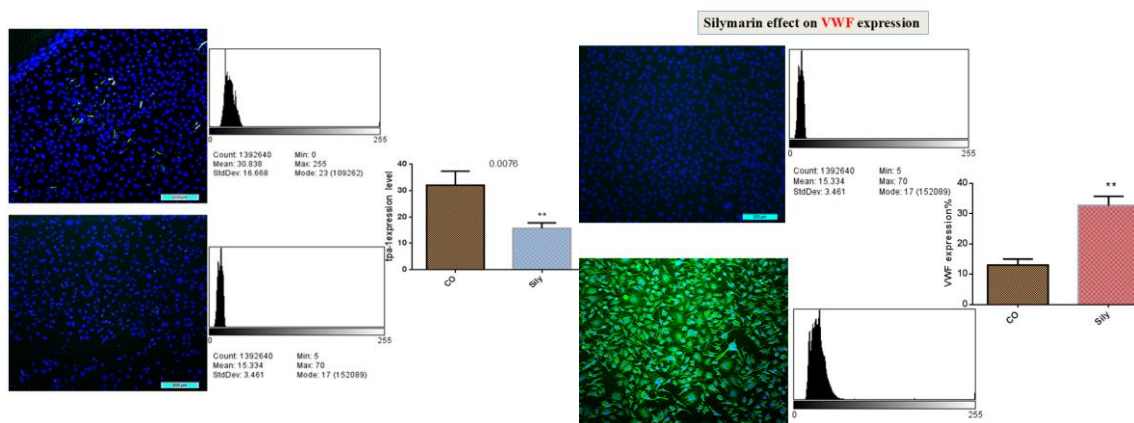 Silymarin effect on VWF expression
0 255
Count: 1392640 Min: 0
Mean: 30.838 Max: 255
StdDev: 16.668 Mode: 23 (109262)
0 255
Count: 1392640 Min: 5
Mean: 15.334 Max: 70
StdDev: 3.461 Mode: 17 (152089)
tpa-1expression level
40
30
20
10
0
0.0076
**
CO Sily
0 255
Count: 1392640 Min: 5
Mean: 15.334 Max: 70
StdDev: 3.461 Mode: 17 (152089)
0 255
VWF expression%
40
30
20
10
0
**
CO Sily